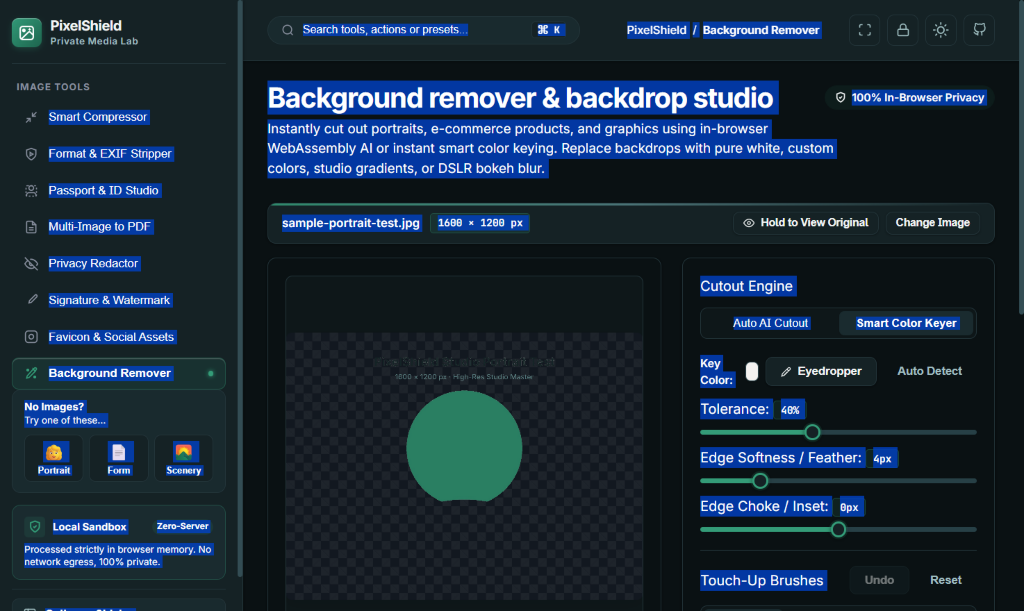 PixelShield
Private Media Lab
IMAGE TOOLS
Smart Compressor
Format & EXIF Stripper
Passport & ID Studio
Multi-Image to PDF
Privacy Redactor
Signature & Watermark
Favicon & Social Assets
Background Remover
No Images?
Try one of these...
Portrait
Form
Scenery
Local Sandbox
Zero-Server
Processed strictly in browser memory. No
network egress, 100% private.
Search tools, actions or presets...
⌘ K
PixelShield / Background Remover
Background remover & backdrop studio
100% In-Browser Privacy
Instantly cut out portraits, e-commerce products, and graphics using in-browser
WebAssembly AI or instant smart color keying. Replace backdrops with pure white, custom
colors, studio gradients, or DSLR bokeh blur.
sample-portrait-test.jpg
1600 × 1200 px
Hold to View Original
Change Image
1600 × 1200 px · High-Res Studio Master
Cutout Engine
Auto AI Cutout
Smart Color Keyer
Key
Color:
Eyedropper
Auto Detect
Tolerance: 40%
Edge Softness / Feather: 4px
Edge Choke / Inset: 0px
Touch-Up Brushes
Undo
Reset